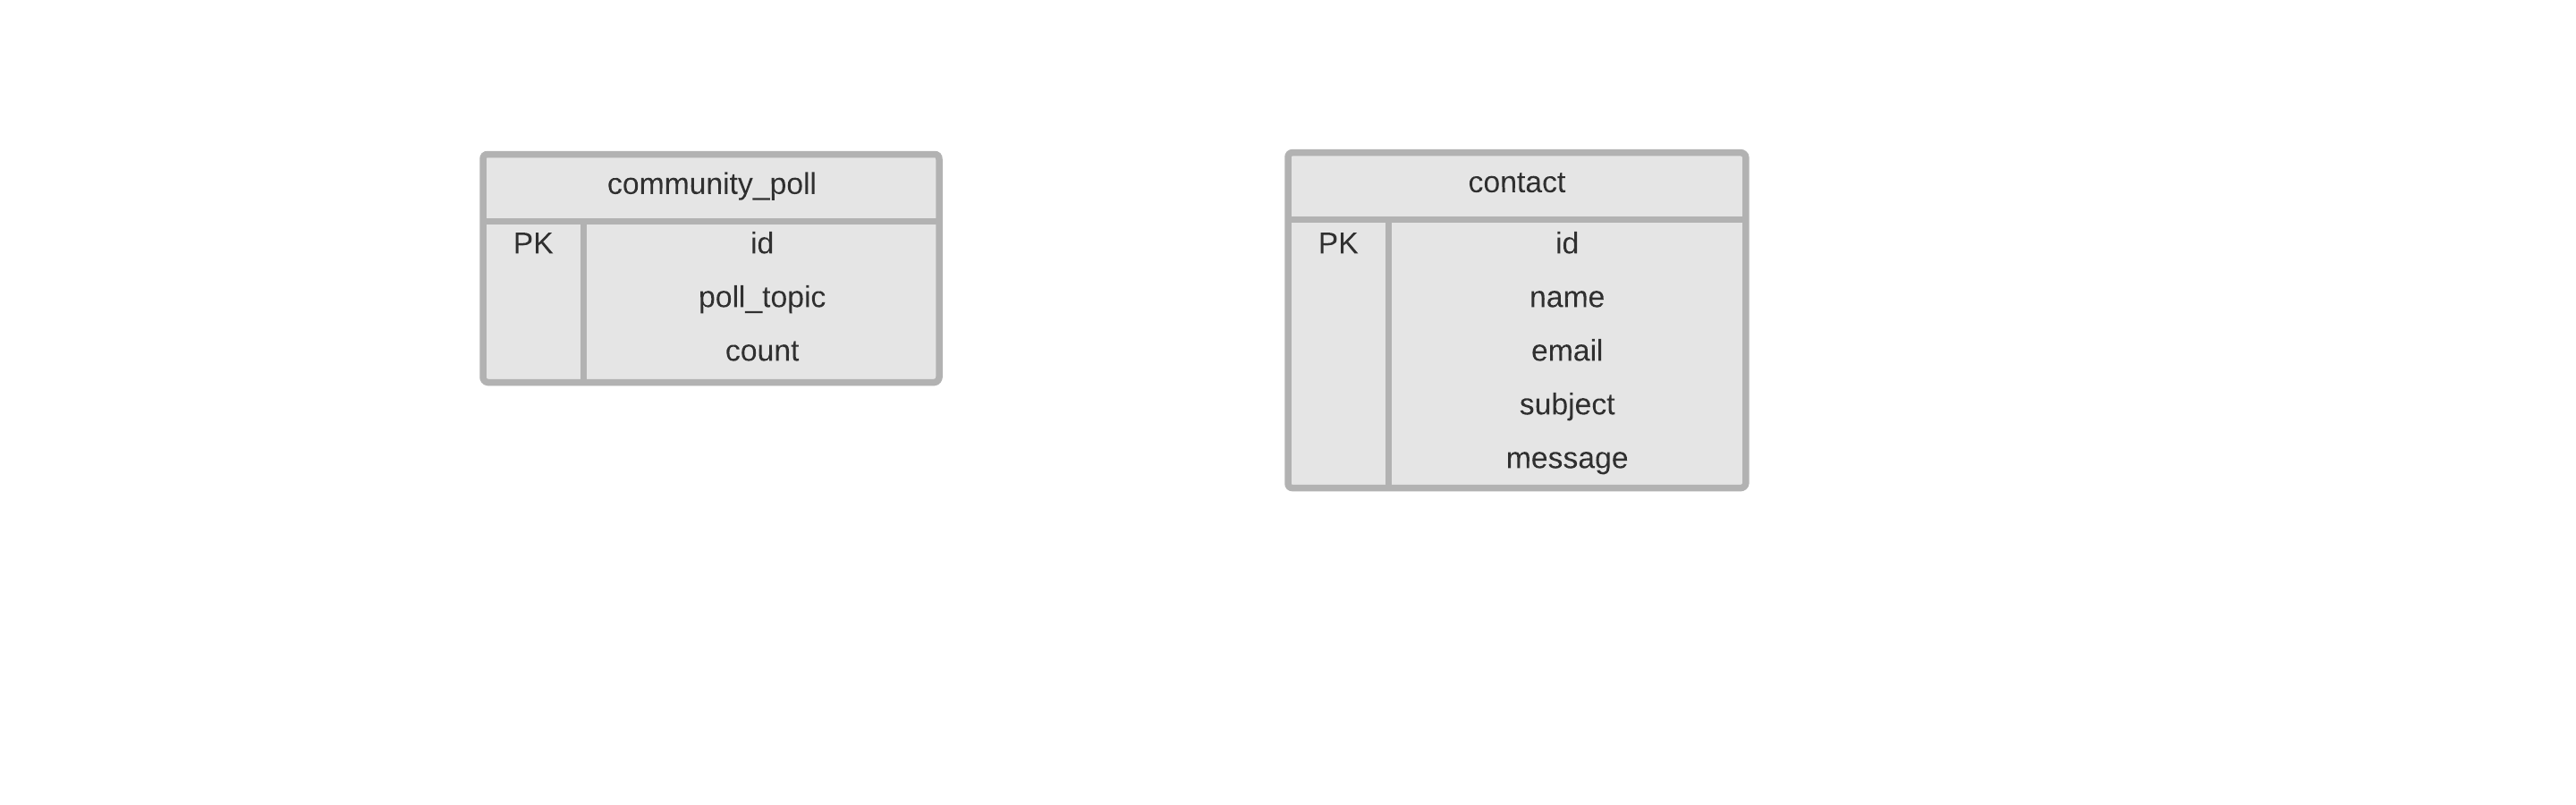 community_poll
PK id
poll_topic
count
contact
PK id
name
email
subject
message